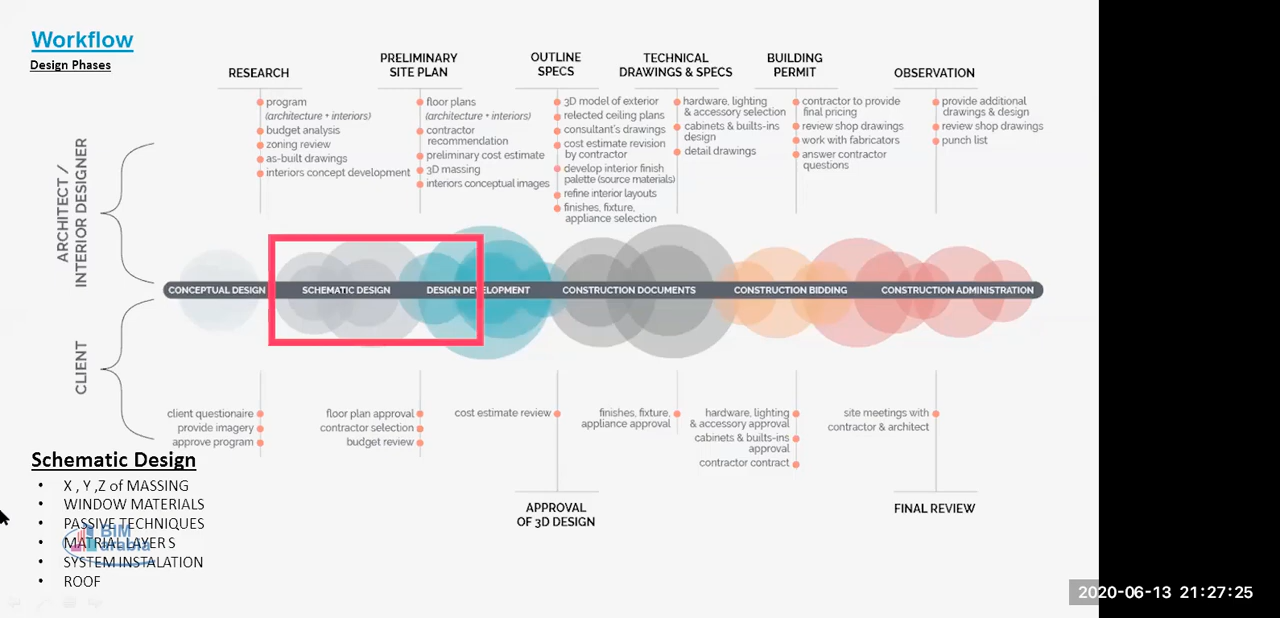 Workflow
Design Phases
RESEARCH
program
(architecture + interiors)
budget analysis
zoning review
as-built drawings
interiors concept development
PRELIMINARY
SITE PLAN
floor plans
(architecture + interiors)
contractor
recommendation
preliminary cost estimate
3D massing
interiors conceptual images
OUTLINE
SPECS
3D model of exterior
relected ceiling plans
consultant's drawings
cost estimate revision
by contractor
develop interior finish
palette (source materials)
refine interior layouts
finishes, fixture,
appliance selection
TECHNICAL
DRAWINGS & SPECS
hardware, lighting
& accessory selection
cabinets & builts-ins
design
detail drawings
BUILDING
PERMIT
contractor to provide
final pricing
review shop drawings
work with fabricators
answer contractor
questions
OBSERVATION
provide additional
drawings & design
review shop drawings
punch list
ARCHITECT /
INTERIOR DESIGNER
CONCEPTUAL DESIGN
SCHEMATIC DESIGN
DESIGN DEVELOPMENT
CONSTRUCTION DOCUMENTS
CONSTRUCTION BIDDING
CONSTRUCTION ADMINISTRATION
CLIENT
client questionaire
provide imagery
approve program
floor plan approval
contractor selection
budget review
cost estimate review
APPROVAL
OF 3D DESIGN
finishes, fixture,
appliance approval
hardware, lighting
& accessory approval
cabinets & builts-ins
approval
contractor contract
site meetings with
contractor & architect
FINAL REVIEW
Schematic Design
• X , Y ,Z of MASSING
• WINDOW MATERIALS
• PASSIVE TECHNIQUES
• MATRIAL LAYER S
• SYSTEM INSTALATION
• ROOF
BIM
arabia
2020-06-13 21:27:25